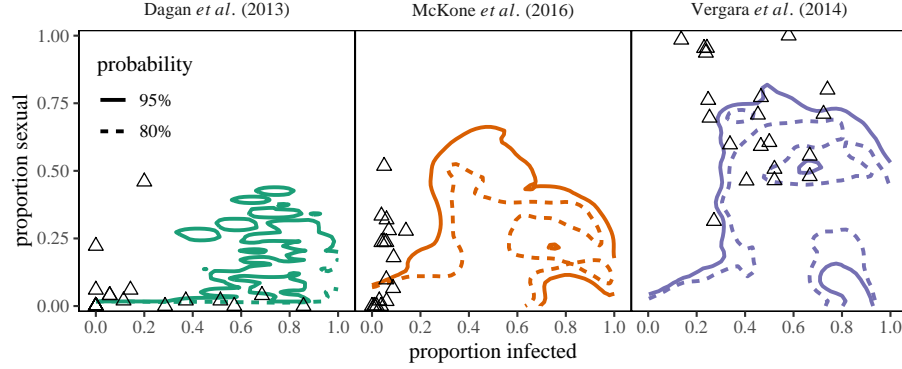 Dagan et al. (2013) McKone et al. (2016) Vergara et al. (2014)
proportion sexual
1.00
0.75
0.50
0.25
0.00
probability
95%
80%
0.0 0.2 0.4 0.6 0.8 1.0 0.0 0.2 0.4 0.6 0.8 1.0 0.0 0.2 0.4 0.6 0.8 1.0
proportion infected